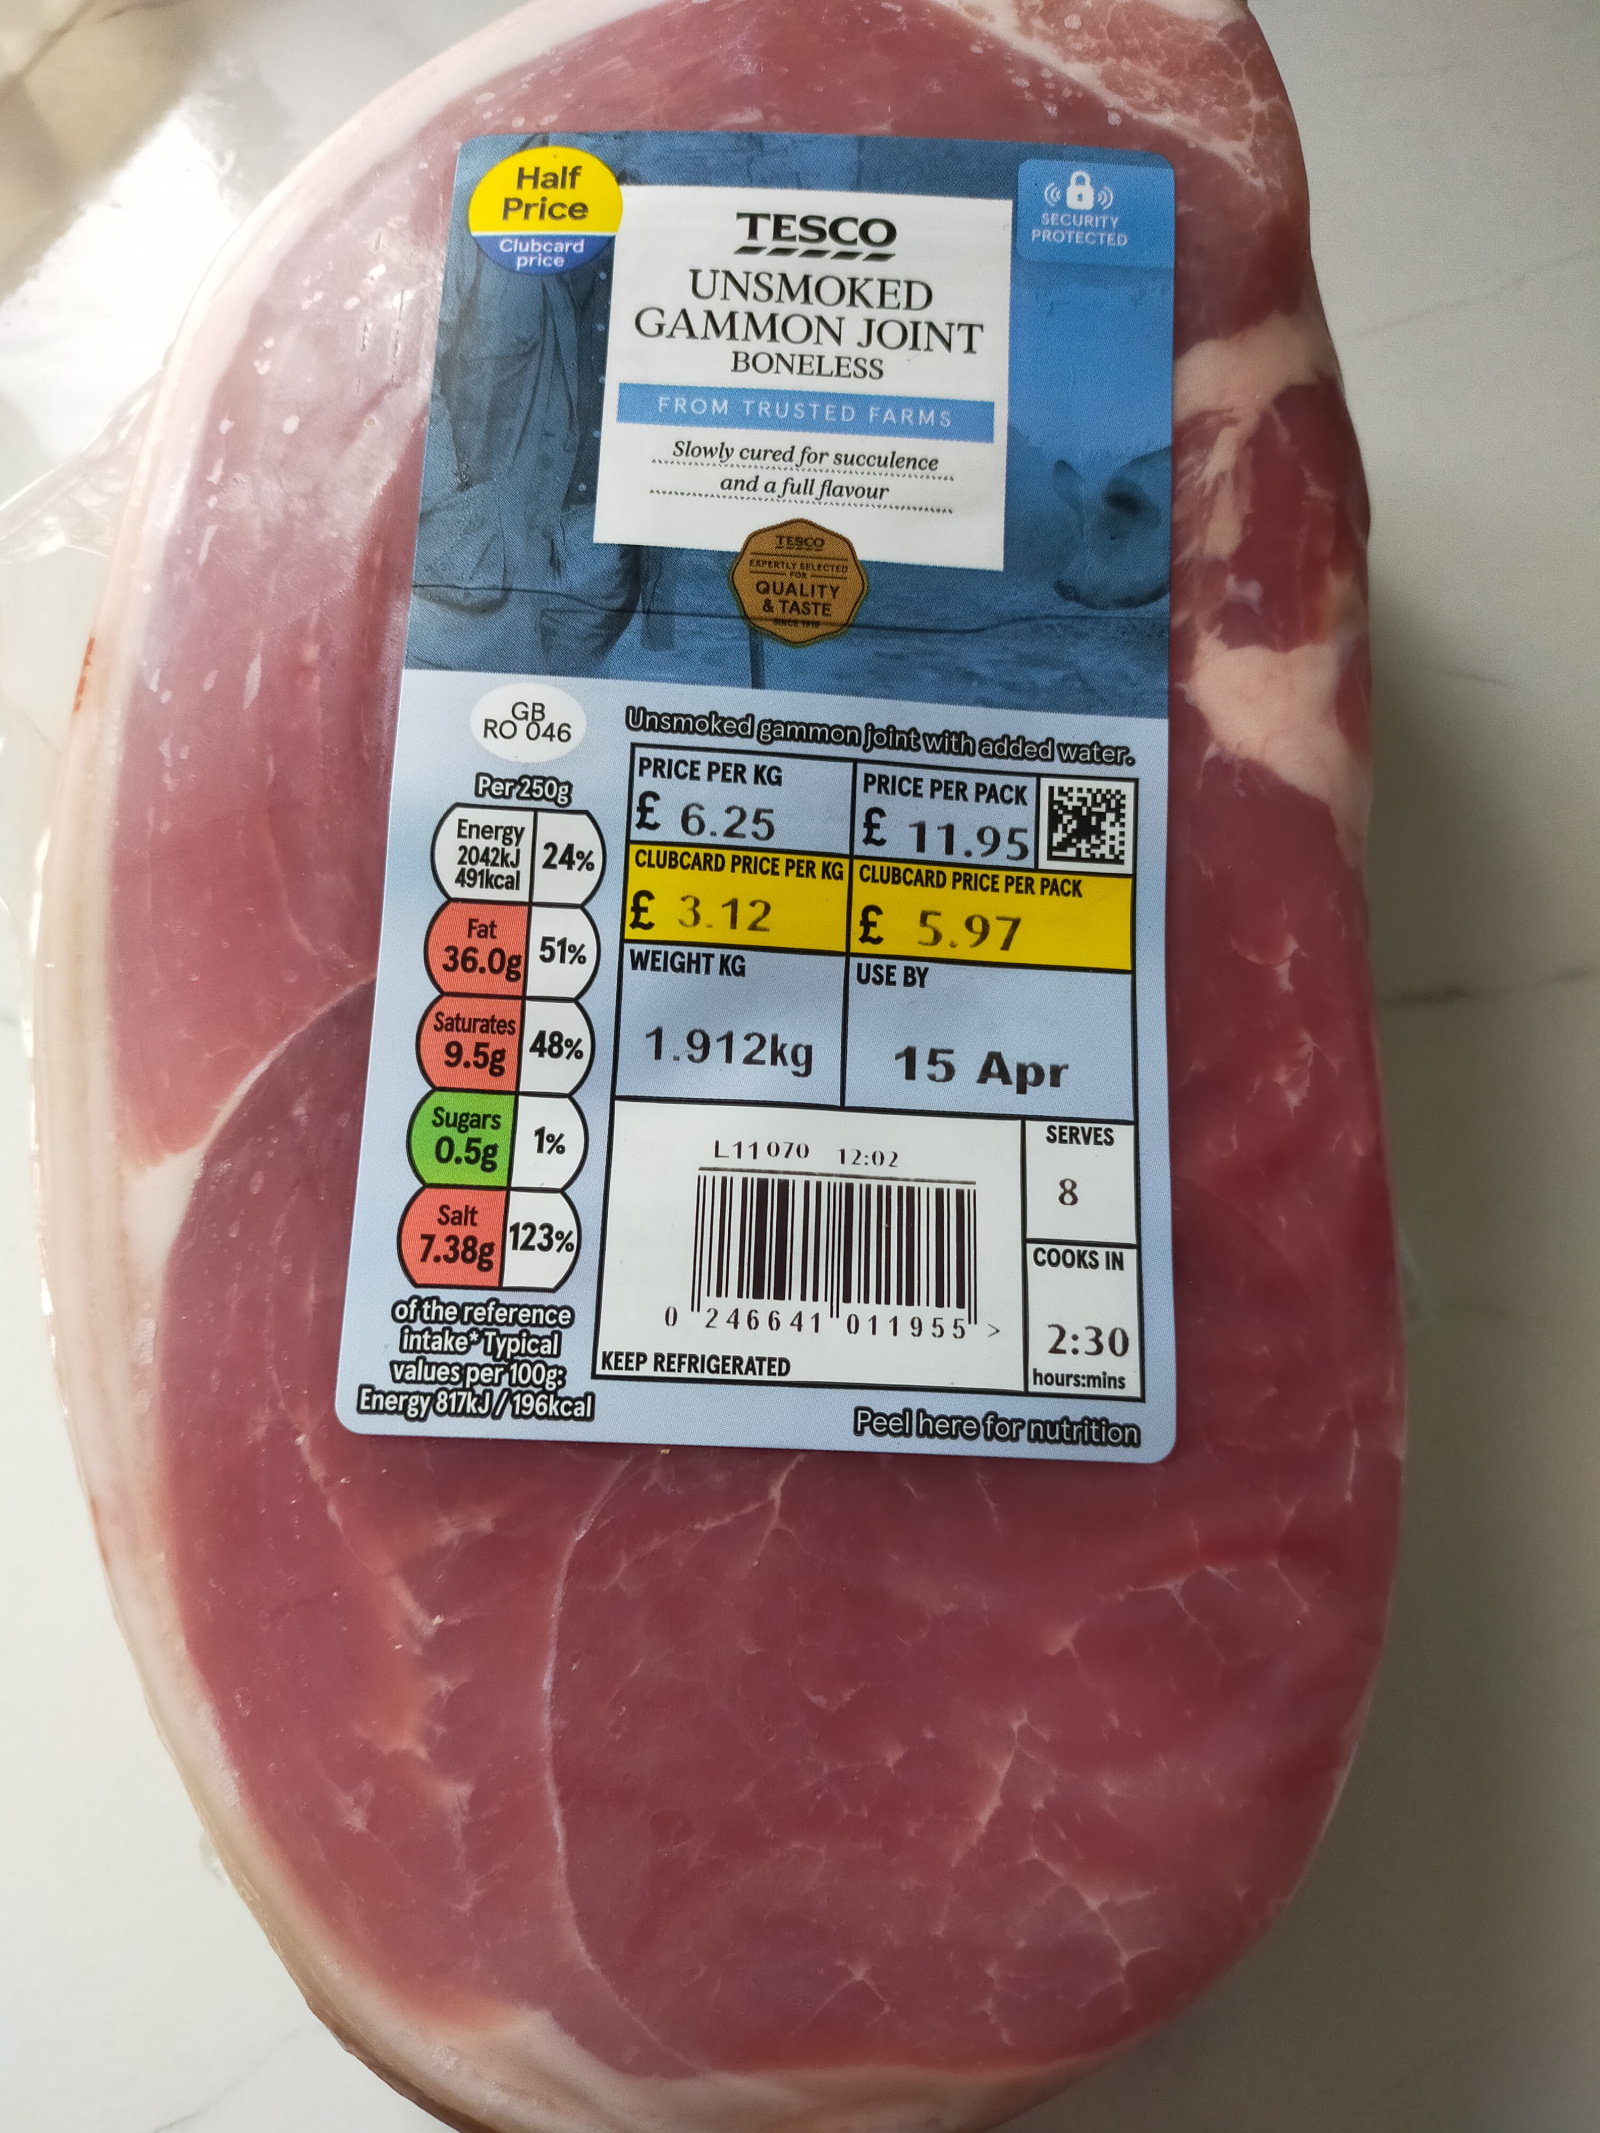 Half
Price
Clubcard
price
TESCO
UNSMOKED
GAMMON JOINT
BONELESS
FROM TRUSTED FARMS
Slowly cured for succulence
and a full flavour
SECURITY
PROTECTED
TESCO
EXPERTLY SELECTED
FOR
QUALITY
& TASTE
SINCE 1919
GB
RO 046
Per 250g
Energy
2042kJ
491kcal
24%
Fat
36.0g
51%
Saturates
9.5g
48%
Sugars
0.5g
1%
Salt
7.38g
123%
of the reference
intake* Typical
values per 100g:
Energy 817kJ / 196kcal
Unsmoked gammon joint with added water.
PRICE PER KG
£ 6.25
PRICE PER PACK
£ 11.95
CLUBCARD PRICE PER KG
£ 3.12
CLUBCARD PRICE PER PACK
£ 5.97
WEIGHT KG
1.912kg
USE BY
15 Apr
L11070 12:02
0 246641 011955 >
KEEP REFRIGERATED
SERVES
8
COOKS IN
2:30
hours:mins
Peel here for nutrition